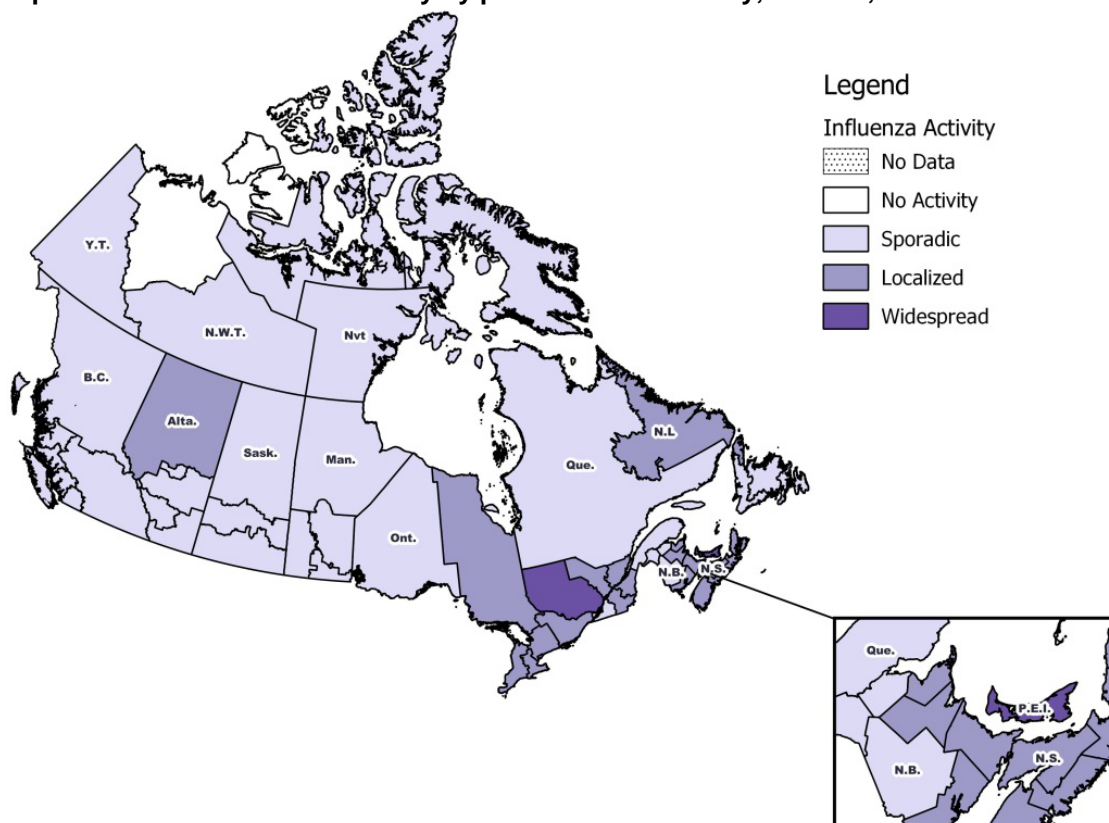 Legend
Influenza Activity
No Data
No Activity
Sporadic
Localized
Widespread
Y.T.
N.W.T.
Nvt
B.C.
Alta.
Sask.
Man.
Ont.
Que.
N.L
N.B.
N.S.
Que.
P.E.I.
N.S.
N.B.